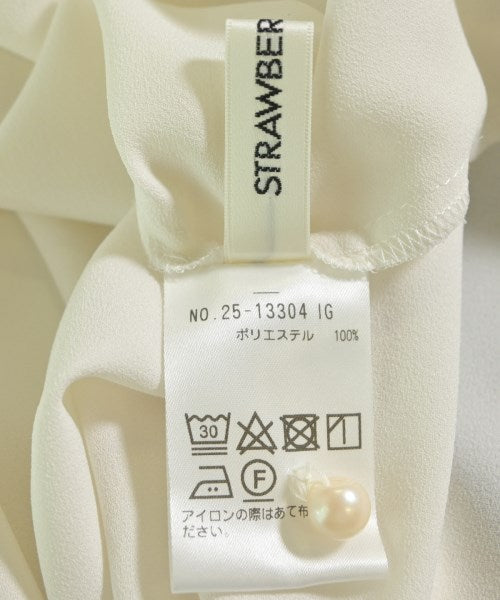 STRAWBER
NO.25-13304 IG
ポリエステル 100%
30
F
アイロンの際はあて布
ださい。